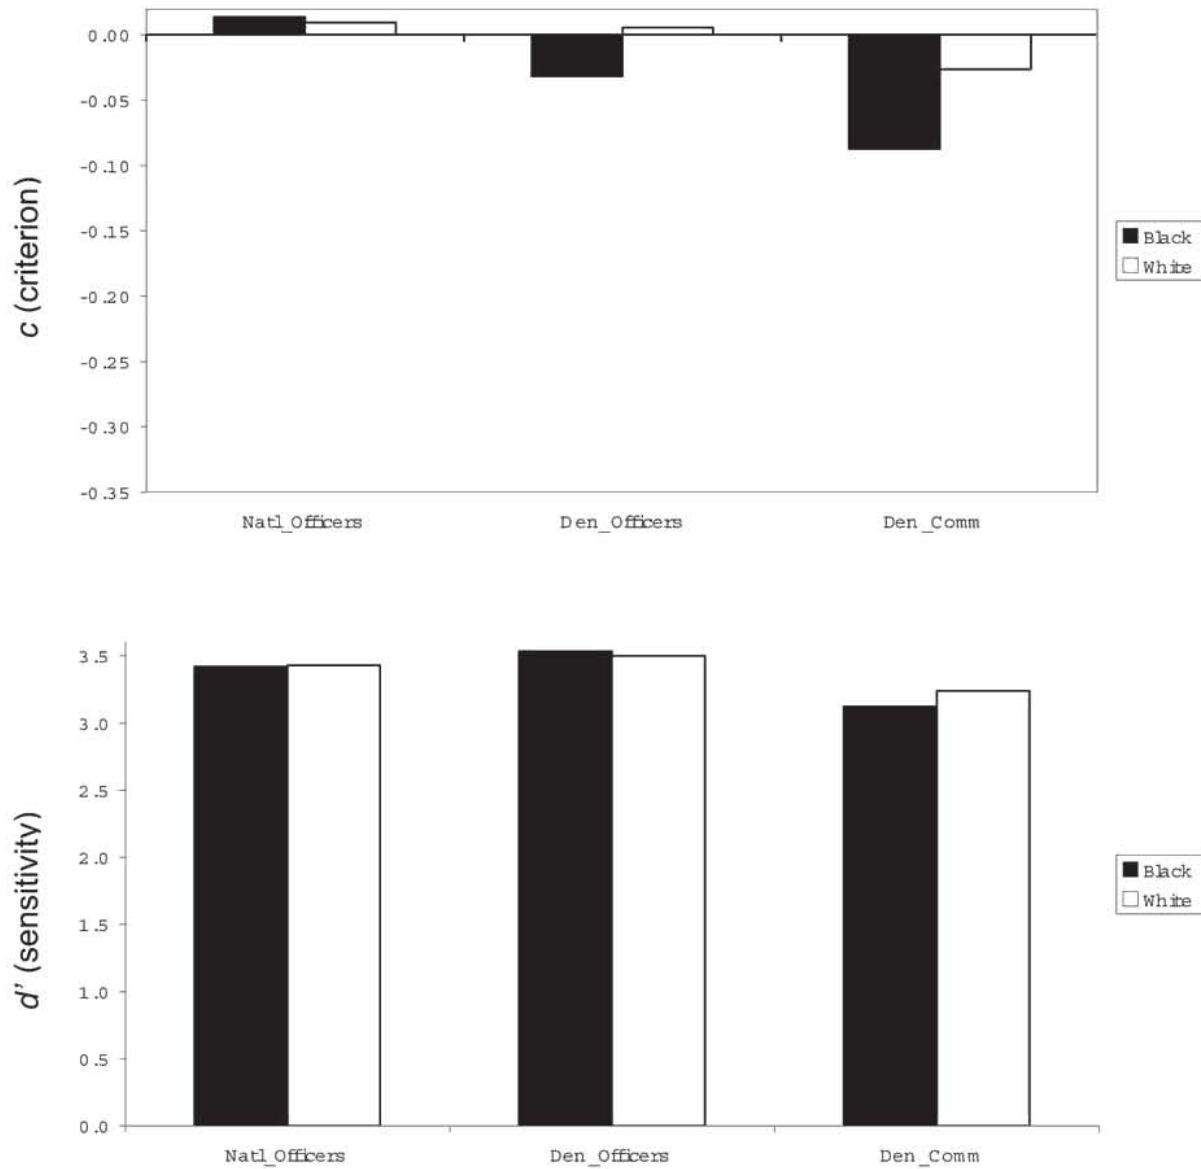 c (criterion)
0.00
-0.05
-0.10
-0.15
-0.20
-0.25
-0.30
-0.35
Natl_Officers Den_Officers Den_Comm
Black
White
d' (sensitivity)
3.5
3.0
2.5
2.0
1.5
1.0
0.5
0.0
Natl_Officers Den_Officers Den_Comm
Black
White